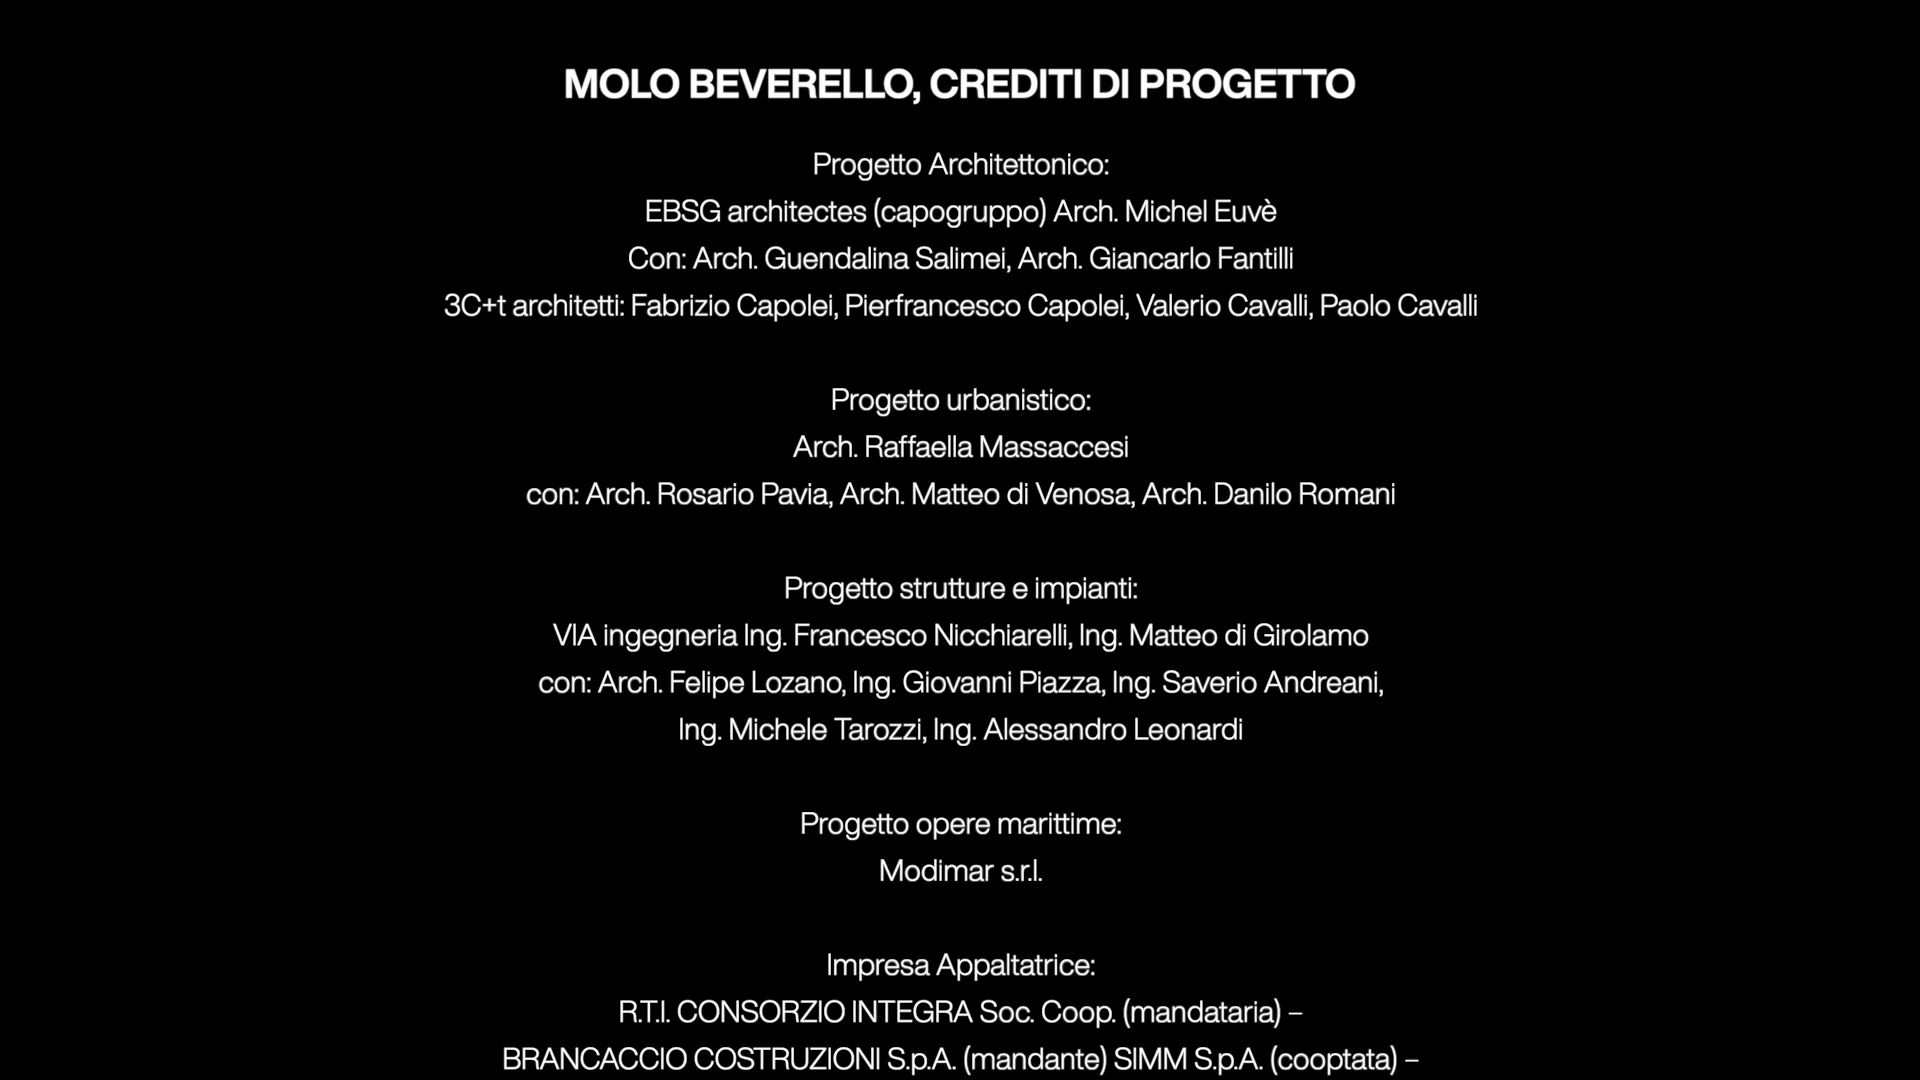 MOLO BEVERELLO, CREDITI DI PROGETTO
Progetto Architettonico:
EBSG architectes (capogruppo) Arch. Michel Euvè
Con: Arch. Guendalina Salimei, Arch. Giancarlo Fantilli
3C+t architetti: Fabrizio Capolei, Pierfrancesco Capolei, Valerio Cavalli, Paolo Cavalli
Progetto urbanistico:
Arch. Raffaella Massaccesi
con: Arch. Rosario Pavia, Arch. Matteo di Venosa, Arch. Danilo Romani
Progetto strutture e impianti:
VIA ingegneria Ing. Francesco Nicchiarelli, Ing. Matteo di Girolamo
con: Arch. Felipe Lozano, Ing. Giovanni Piazza, Ing. Saverio Andreani,
Ing. Michele Tarozzi, Ing. Alessandro Leonardi
Progetto opere marittime:
Modimar s.r.l.
Impresa Appaltatrice:
R.T.I. CONSORZIO INTEGRA Soc. Coop. (mandataria) –
BRANCACCIO COSTRUZIONI S.p.A. (mandante) SIMM S.p.A. (cooptata) –